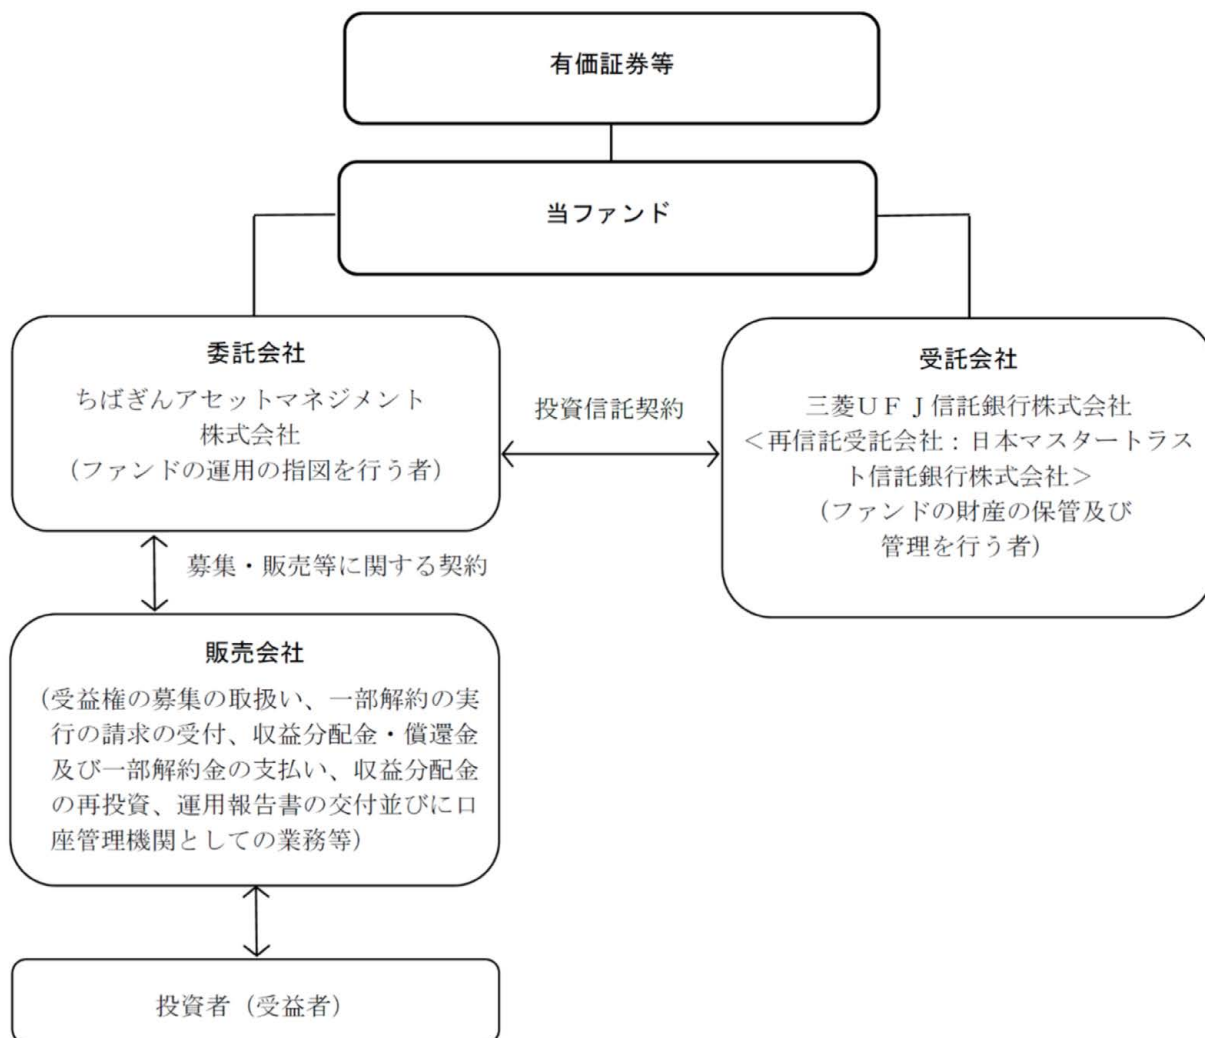 有価証券等
当ファンド
委託会社
ちばぎんアセットマネジメント
株式会社
（ファンドの運用の指図を行う者）
投資信託契約
受託会社
三菱ＵＦＪ信託銀行株式会社
＜再信託受託会社：日本マスタートラス
ト信託銀行株式会社＞
（ファンドの財産の保管及び
管理を行う者）
募集・販売等に関する契約
販売会社
（受益権の募集の取扱い、一部解約の実
行の請求の受付、収益分配金・償還金
及び一部解約金の支払い、収益分配金
の再投資、運用報告書の交付並びに口
座管理機関としての業務等）
投資者（受益者）